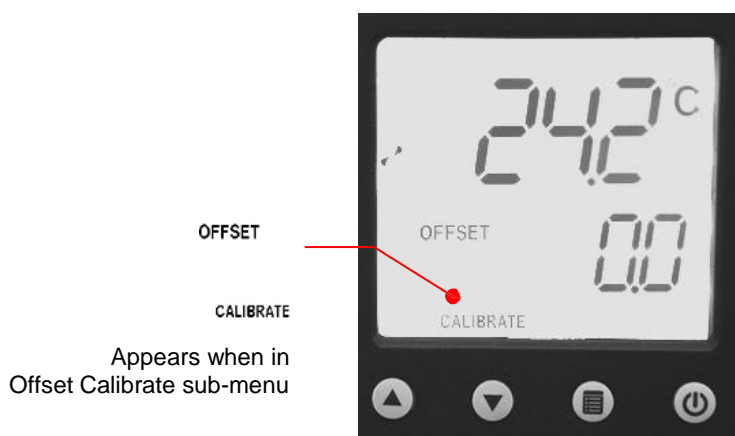 24.2 C
OFFSET
OFFSET
0.0
CALIBRATE
CALIBRATE
Appears when in
Offset Calibrate sub-menu